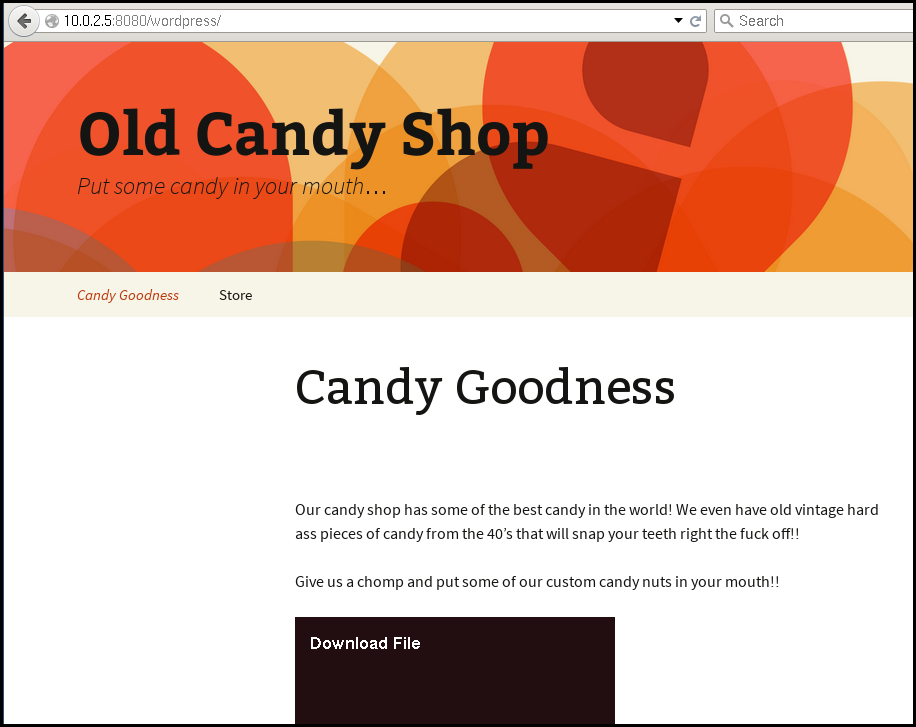 10.0.2.5:8080/wordpress/
Search
Old Candy Shop
Put some candy in your mouth…
Candy Goodness
Store
Candy Goodness
Our candy shop has some of the best candy in the world! We even have old vintage hard
ass pieces of candy from the 40’s that will snap your teeth right the fuck off!!
Give us a chomp and put some of our custom candy nuts in your mouth!!
Download File